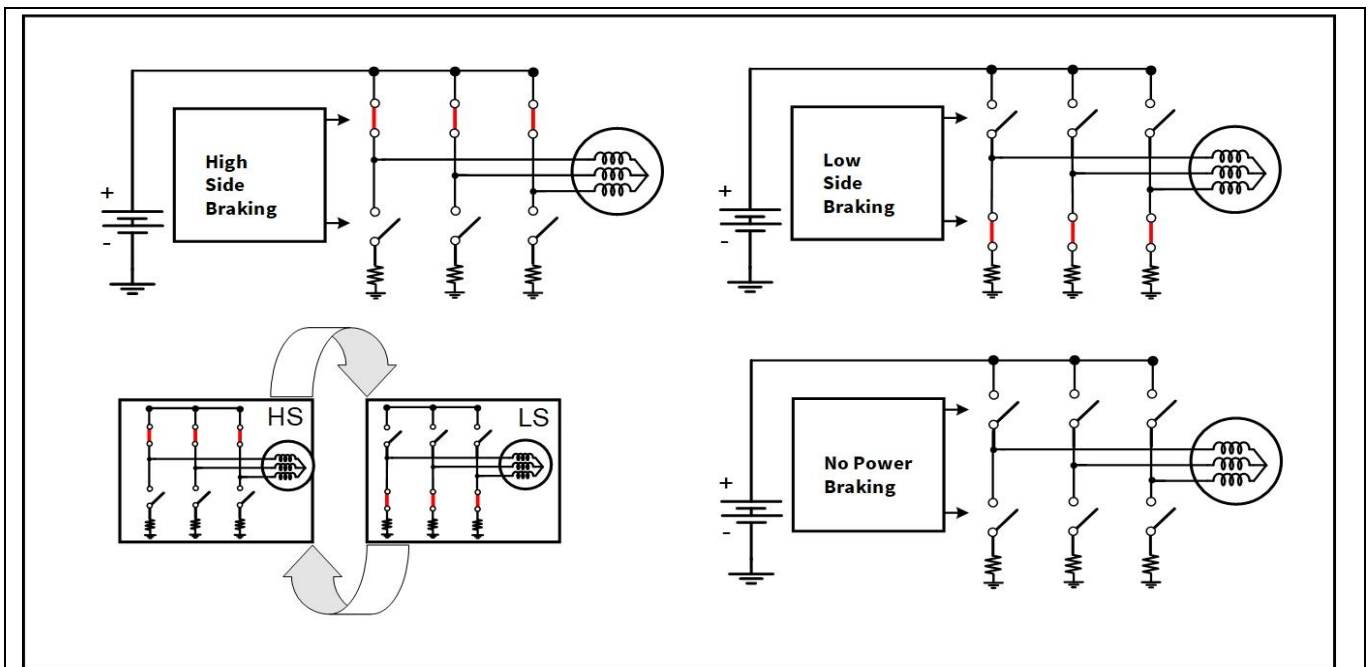 High
Side
Braking
+
-
Low
Side
Braking
+
-
HS
LS
No Power
Braking
+
-